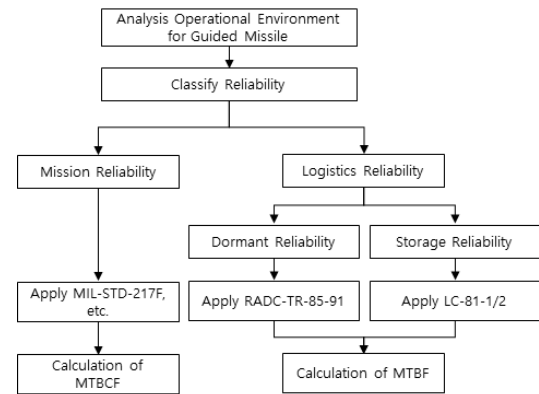 Analysis Operational Environment
for Guided Missile
Classify Reliability
Mission Reliability
Logistics Reliability
Dormant Reliability
Storage Reliability
Apply MIL-STD-217F,
etc.
Apply RADC-TR-85-91
Apply LC-81-1/2
Calculation of
MTBCF
Calculation of MTBF